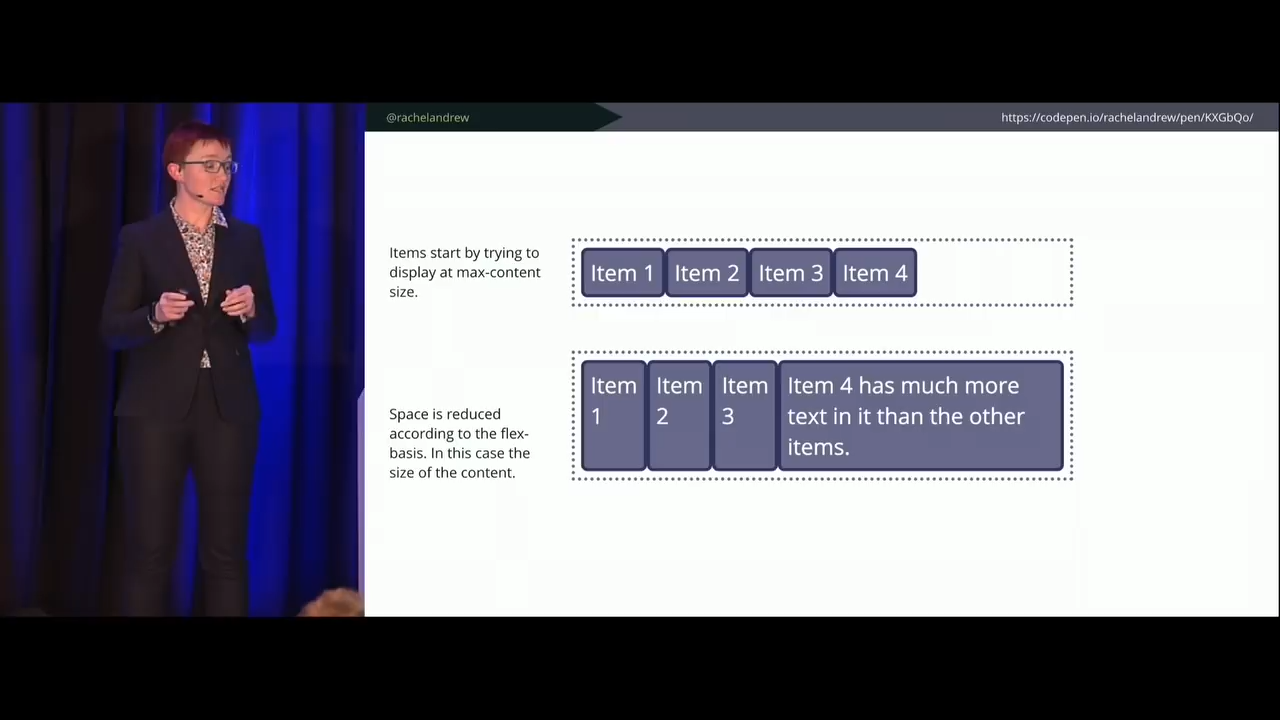 @rachelandrew
https://codepen.io/rachelandrew/pen/KXGbQo/
Items start by trying to
display at max-content
size.
Item 1
Item 2
Item 3
Item 4
Space is reduced
according to the flex-
basis. In this case the
size of the content.
Item
1
Item
2
Item
3
Item 4 has much more
text in it than the other
items.